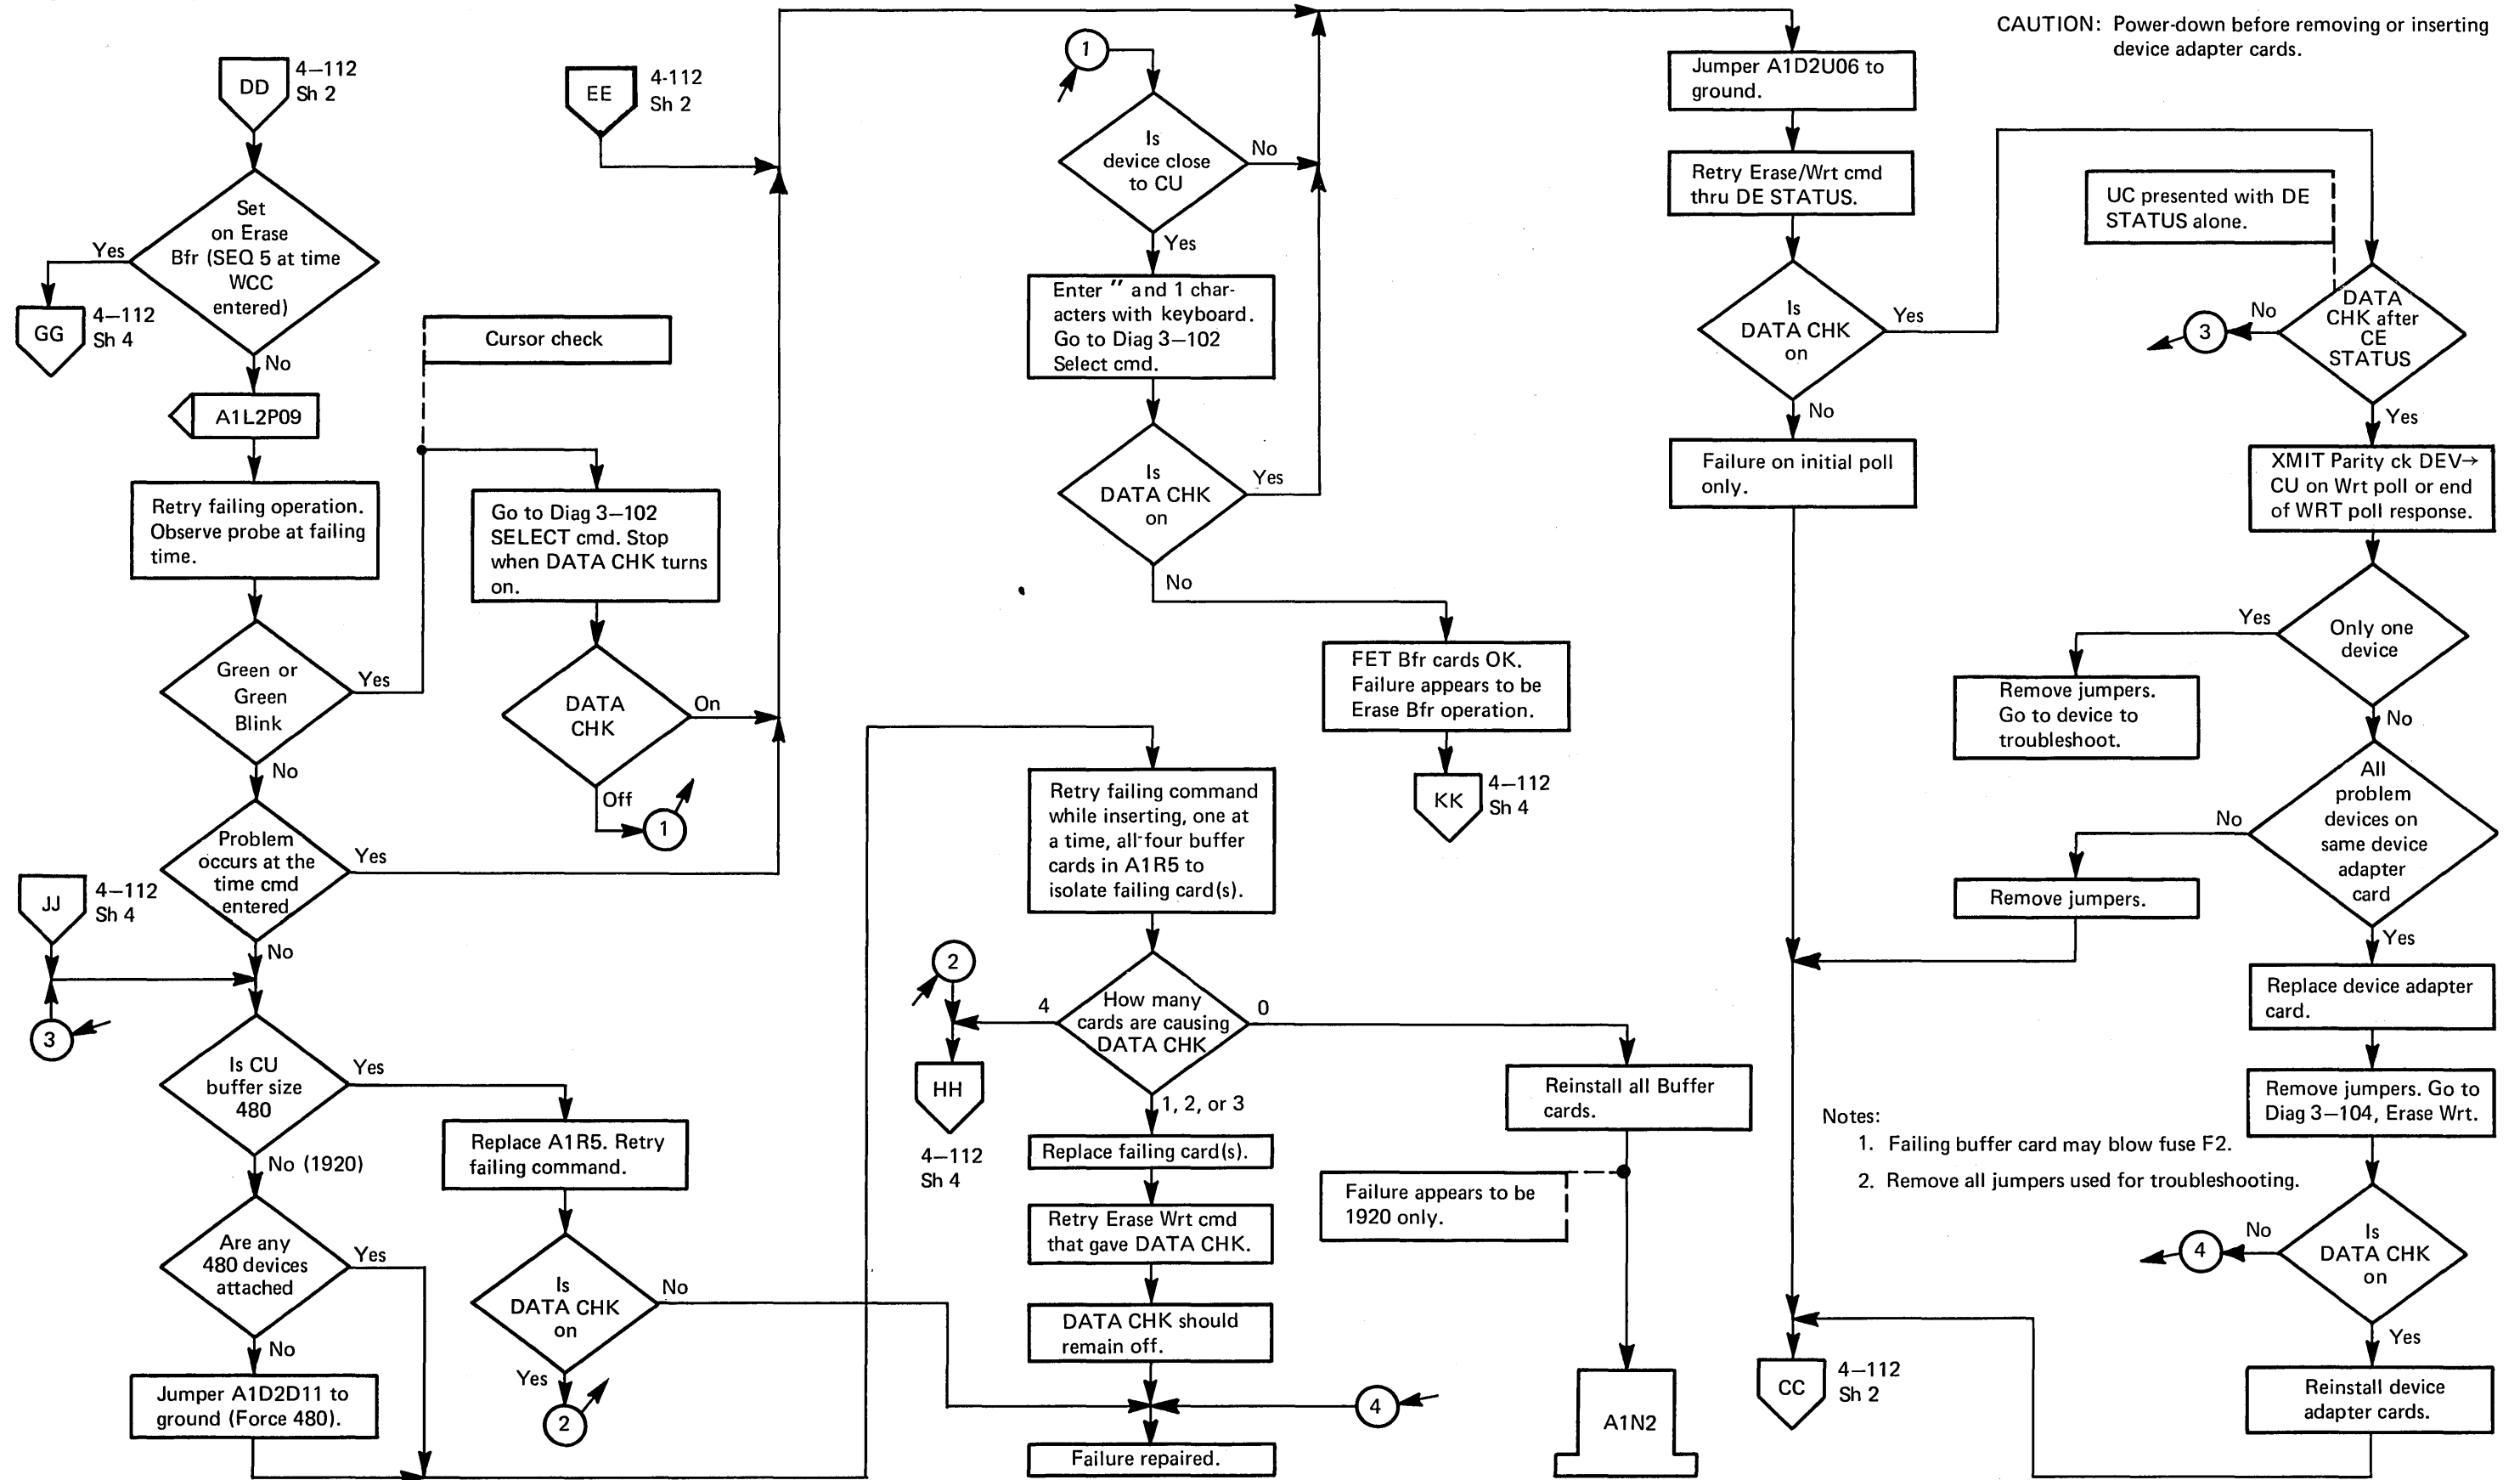 CAUTION: Power-down before removing or inserting
device adapter cards.
DD
4—112
Sh 2
Set
on Erase
Bfr (SEQ 5 at time
WCC
entered)
Yes
GG
4—112
Sh 4
No
A1L2P09
Retry failing operation.
Observe probe at failing
time.
Green or
Green
Blink
Yes
No
Problem
occurs at the
time cmd
entered
Yes
JJ
4—112
Sh 4
No
3
Is CU
buffer size
480
Yes
No (1920)
Are any
480 devices
attached
Yes
No
Jumper A1D2D11 to
ground (Force 480).
EE
4-112
Sh 2
Cursor check
Go to Diag 3—102
SELECT cmd. Stop
when DATA CHK turns
on.
DATA
CHK
On
Off
1
Replace A1R5. Retry
failing command.
Is
DATA CHK
on
No
Yes
2
1
Is
device close
to CU
No
Yes
Enter ″ and 1 char-
acters with keyboard.
Go to Diag 3—102
Select cmd.
Is
DATA CHK
on
Yes
No
FET Bfr cards OK.
Failure appears to be
Erase Bfr operation.
KK
4—112
Sh 4
Retry failing command
while inserting, one at
a time, all four buffer
cards in A1R5 to
isolate failing card(s).
2
How many
cards are causing
DATA CHK
4
0
HH
4—112
Sh 4
1, 2, or 3
Replace failing card(s).
Retry Erase Wrt cmd
that gave DATA CHK.
DATA CHK should
remain off.
4
Failure repaired.
Reinstall all Buffer
cards.
Failure appears to be
1920 only.
A1N2
Jumper A1D2U06 to
ground.
Retry Erase/Wrt cmd
thru DE STATUS.
Is
DATA CHK
on
Yes
No
Failure on initial poll
only.
CC
4—112
Sh 2
UC presented with DE
STATUS alone.
DATA
CHK after
CE
STATUS
No
3
Yes
XMIT Parity ck DEV→
CU on Wrt poll or end
of WRT poll response.
Only one
device
Yes
Remove jumpers.
Go to device to
troubleshoot.
No
All
problem
devices on
same device
adapter
card
No
Remove jumpers.
Yes
Replace device adapter
card.
Remove jumpers. Go to
Diag 3—104, Erase Wrt.
Notes:
1. Failing buffer card may blow fuse F2.
2. Remove all jumpers used for troubleshooting.
Is
DATA CHK
on
No
4
Yes
Reinstall device
adapter cards.